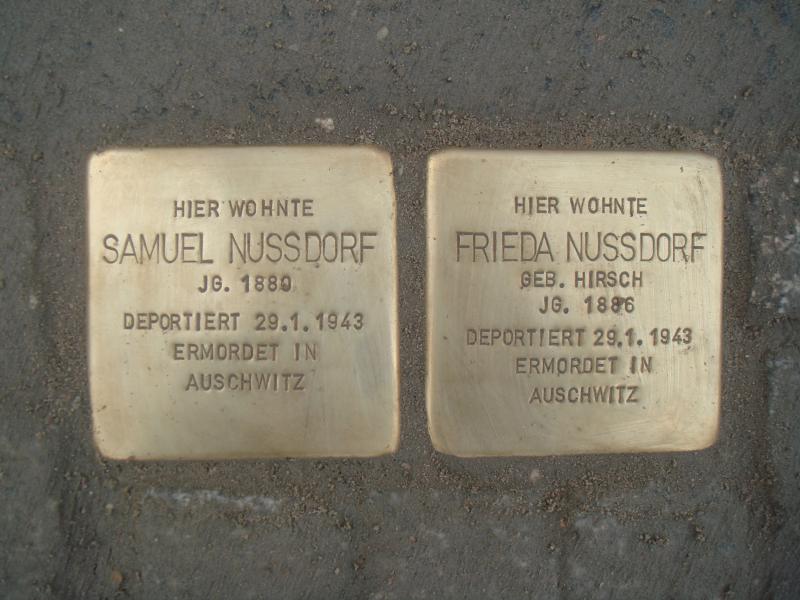 HIER WOHNTE
SAMUEL NUSSDORF
JG. 1880
DEPORTIERT 29.1.1943
ERMORDET IN
AUSCHWITZ
HIER WOHNTE
FRIEDA NUSSDORF
GEB. HIRSCH
JG. 1886
DEPORTIERT 29.1.1943
ERMORDET IN
AUSCHWITZ